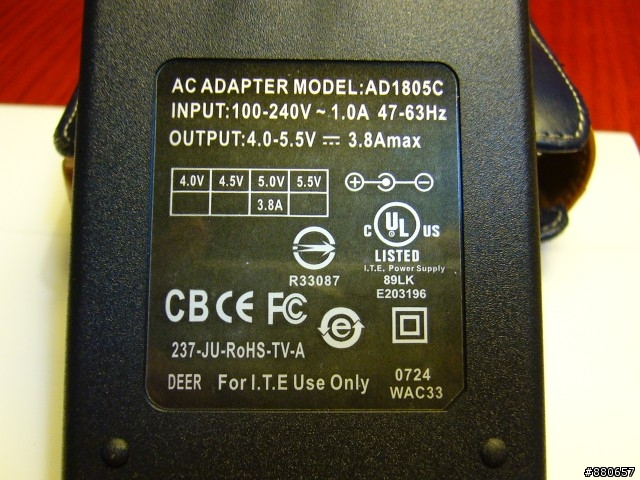 AC ADAPTER MODEL:AD1805C
INPUT:100-240V ~ 1.0A 47-63Hz
OUTPUT:4.0-5.5V ⎓ 3.8Amax
4.0V 4.5V 5.0V 5.5V
3.8A
C UL US
LISTED
I.T.E. Power Supply
89LK
E203196
R33087
CB CE FC
e
237-JU-RoHS-TV-A
DEER For I.T.E Use Only
0724
WAC33
#880657